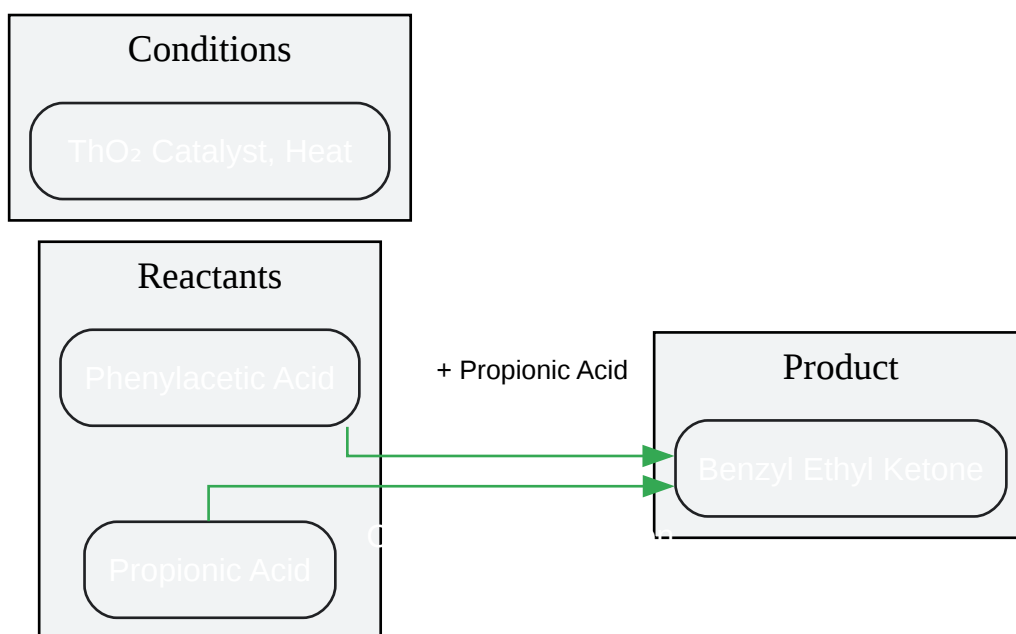 Conditions
ThO₂ Catalyst, Heat
Reactants
Phenylacetic Acid
+ Propionic Acid
Product
Benzyl Ethyl Ketone
Propionic Acid